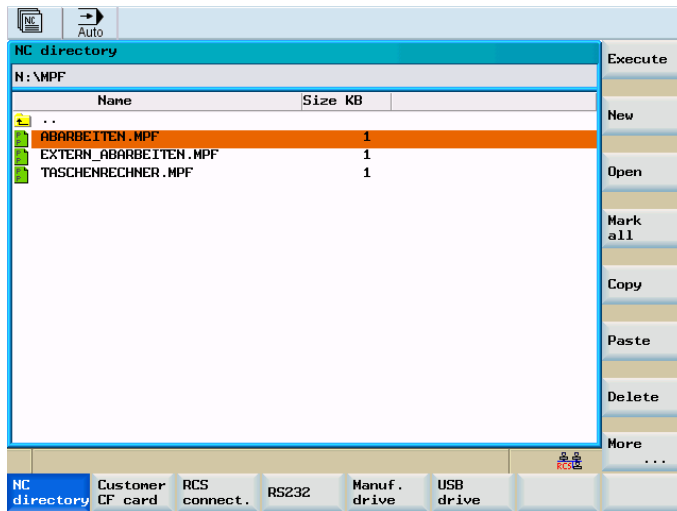 NC
Auto
NC directory
N:\MPF
Name Size KB
..
ABARBEITEN.MPF 1
EXTERN_ABARBEITEN.MPF 1
TASCHENRECHNER.MPF 1
Execute
New
Open
Mark
all
Copy
Paste
Delete
More
...
RCS
NC
directory
Customer
CF card
RCS
connect.
RS232
Manuf.
drive
USB
drive